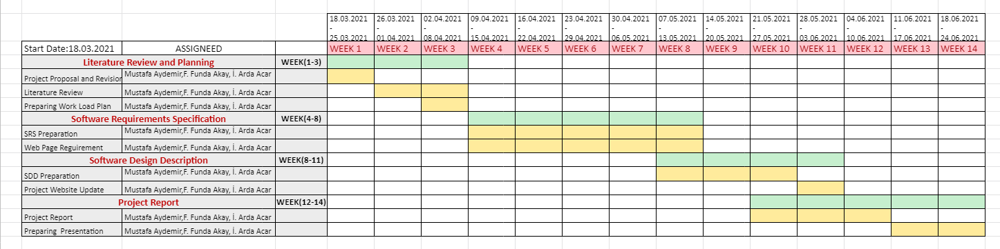 18.03.2021 26.03.2021 02.04.2021 09.04.2021 16.04.2021 23.04.2021 30.04.2021 07.05.2021 14.05.2021 21.05.2021 28.05.2021 04.06.2021 11.06.2021 18.06.2021
- - - - - - - - - - - - - -
25.03.2021 01.04.2021 08.04.2021 15.04.2021 22.04.2021 29.04.2021 06.05.2021 13.05.2021 20.05.2021 27.05.2021 03.06.2021 10.06.2021 17.06.2021 24.06.2021
Start Date:18.03.2021 ASSIGNEED WEEK 1 WEEK 2 WEEK 3 WEEK 4 WEEK 5 WEEK 6 WEEK 7 WEEK 8 WEEK 9 WEEK 10 WEEK 11 WEEK 12 WEEK 13 WEEK 14
Literature Review and Planning WEEK(1-3)
Project Proposal and Revision Mustafa Aydemir,F. Funda Akay, İ. Arda Acar
Literature Review Mustafa Aydemir,F. Funda Akay, İ. Arda Acar
Preparing Work Load Plan Mustafa Aydemir,F. Funda Akay, İ. Arda Acar
Software Requirements Specification WEEK(4-8)
SRS Preparation Mustafa Aydemir,F. Funda Akay, İ. Arda Acar
Web Page Reguirement Mustafa Aydemir,F. Funda Akay, İ. Arda Acar
Software Design Description WEEK(8-11)
SDD Preparation Mustafa Aydemir,F. Funda Akay, İ. Arda Acar
Project Website Update Mustafa Aydemir,F. Funda Akay, İ. Arda Acar
Project Report WEEK(12-14)
Project Report Mustafa Aydemir,F. Funda Akay, İ. Arda Acar
Preparing Presentation Mustafa Aydemir,F. Funda Akay, İ. Arda Acar